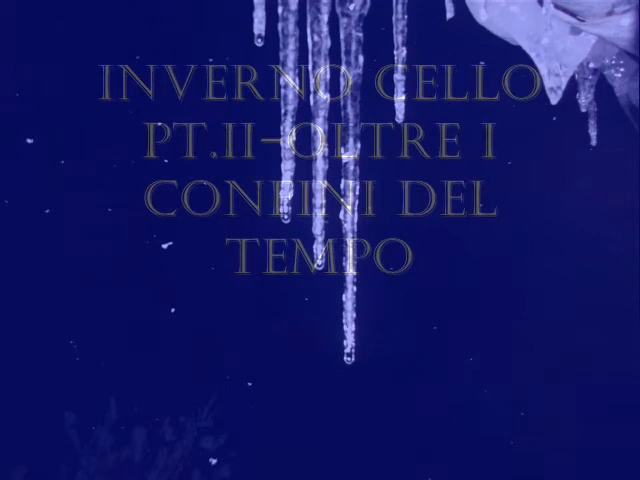 INVERNO CELLO
PT.II-OLTRE I
CONFINI DEL
TEMPO